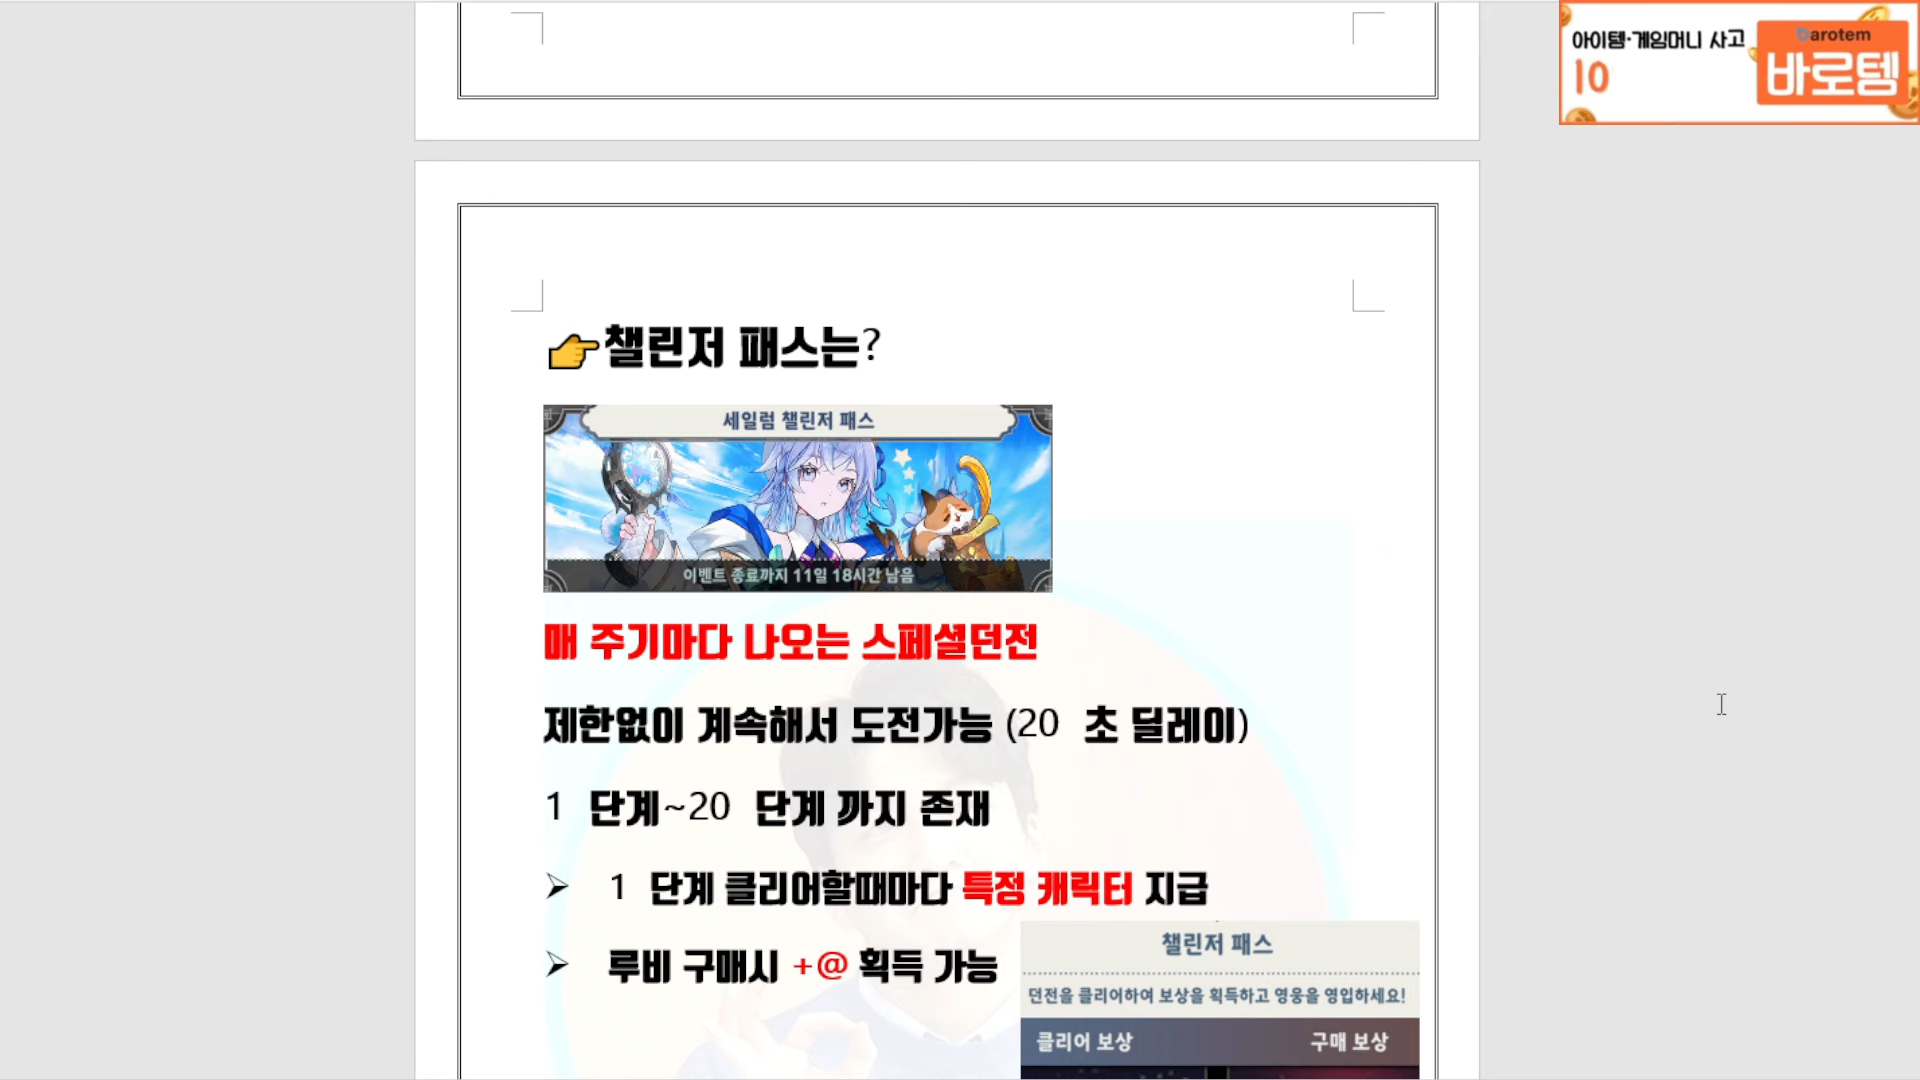 아이템·게임머니 사고
10
Barotem
바로템
👉챌린저 패스는?
세일럼 챌린저 패스
이벤트 종료까지 11일 18시간 남음
매 주기마다 나오는 스페셜던전
제한없이 계속해서 도전가능 (20 초 딜레이)
1 단계~20 단계 까지 존재
➢ 1 단계 클리어할때마다 특정 캐릭터 지급
➢ 루비 구매시 +@ 획득 가능
챌린저 패스
던전을 클리어하여 보상을 획득하고 영웅을 영입하세요!
클리어 보상 구매 보상